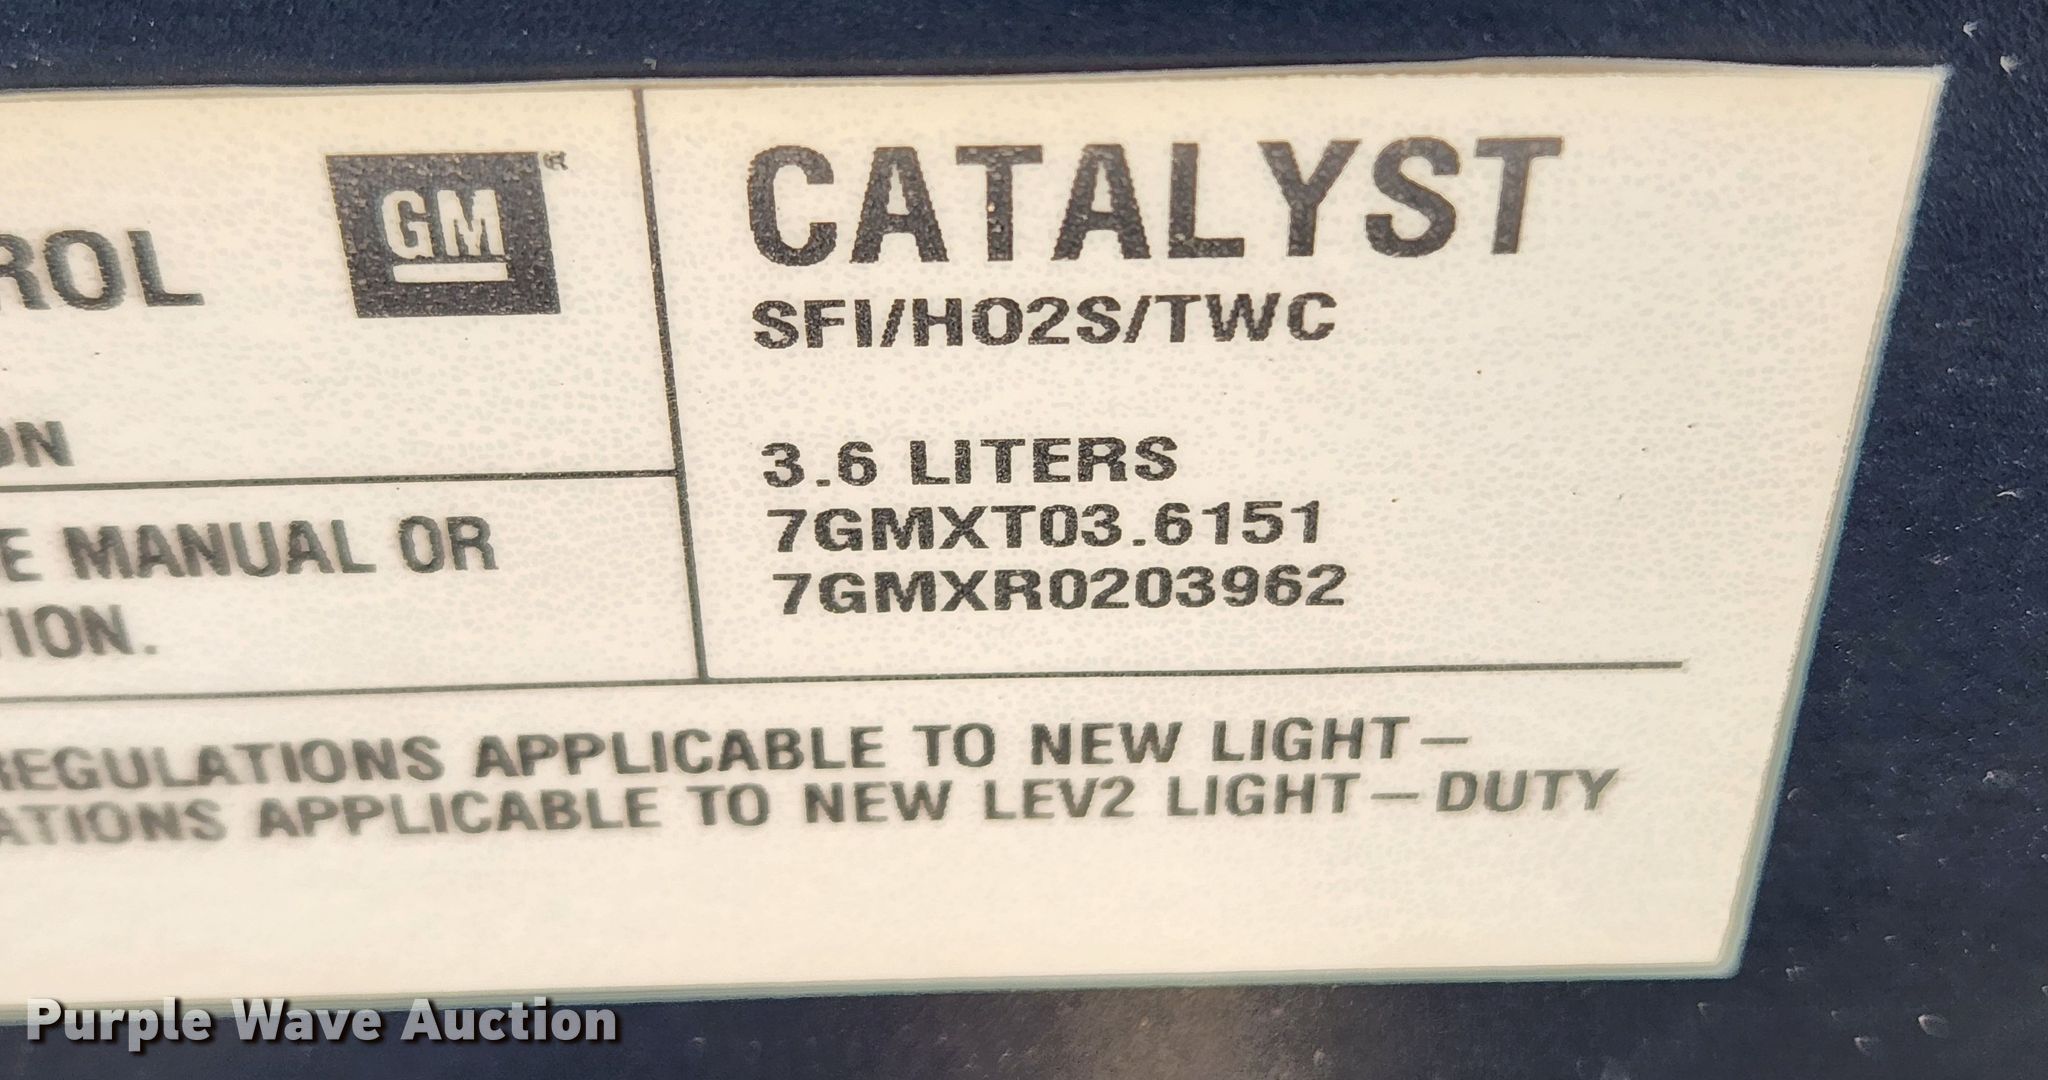 ROL
GM
®
CATALYST
SFI/HO2S/TWC
ON
3.6 LITERS
7GMXT03.6151
7GMXR0203962
E MANUAL OR
TION.
REGULATIONS APPLICABLE TO NEW LIGHT—
ATIONS APPLICABLE TO NEW LEV2 LIGHT—DUTY
Purple Wave Auction